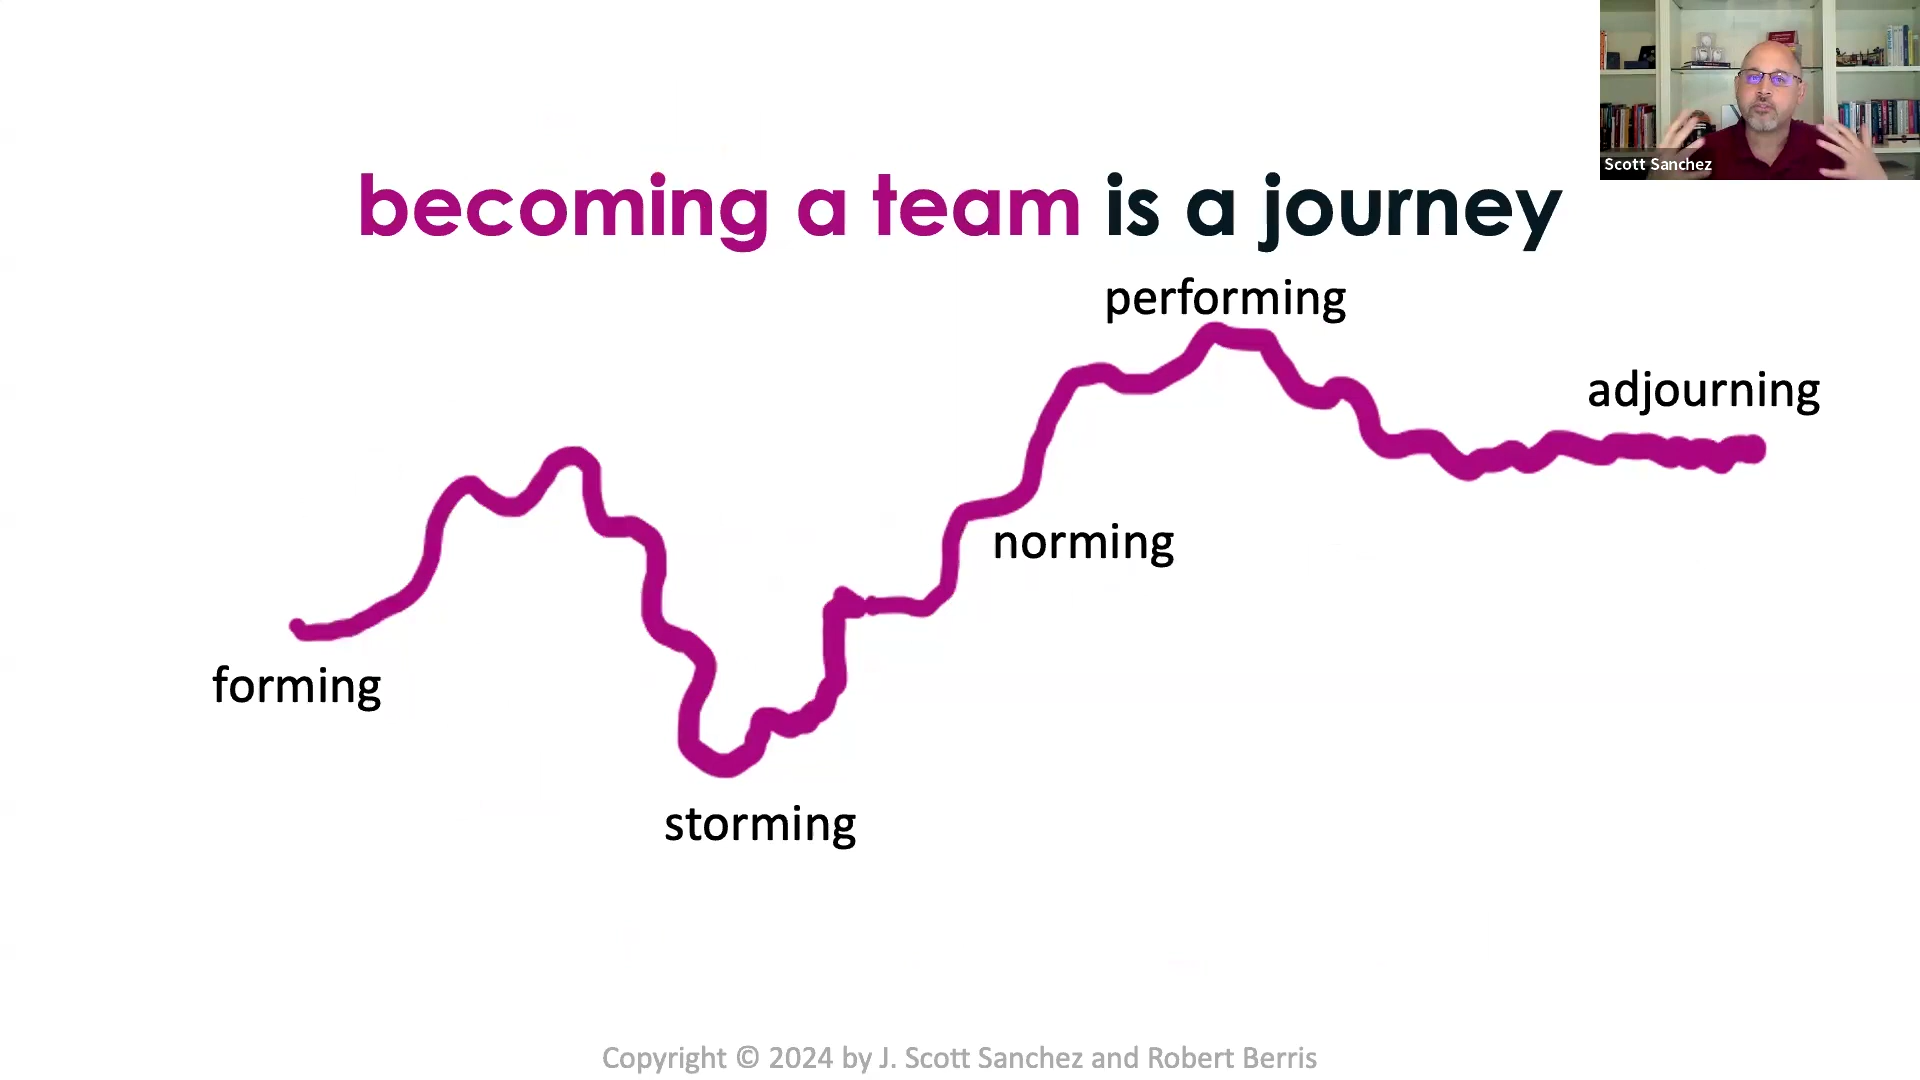 Scott Sanchez
becoming a team is a journey
performing
adjourning
norming
forming
storming
Copyright © 2024 by J. Scott Sanchez and Robert Berris